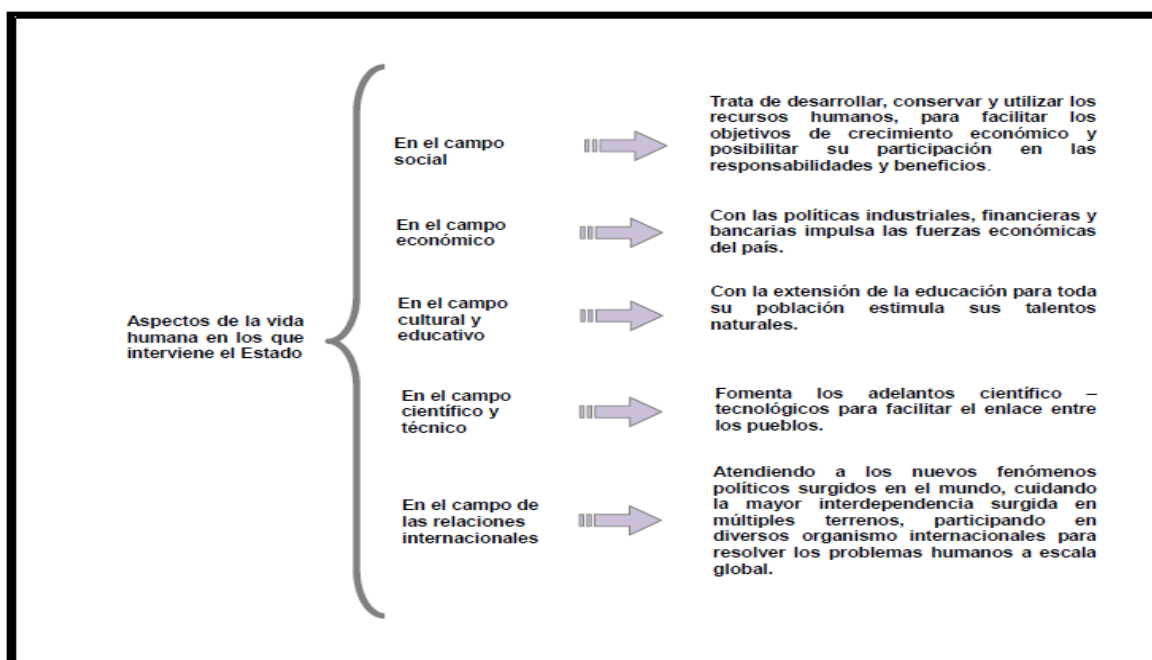 Aspectos de la vida
humana en los que
interviene el Estado
En el campo
social
Trata de desarrollar, conservar y utilizar los
recursos humanos, para facilitar los
objetivos de crecimiento económico y
posibilitar su participación en las
responsabilidades y beneficios.
En el campo
económico
Con las políticas industriales, financieras y
bancarias impulsa las fuerzas económicas
del país.
En el campo
cultural y
educativo
Con la extensión de la educación para toda
su población estimula sus talentos
naturales.
En el campo
científico y
técnico
Fomenta los adelantos científico –
tecnológicos para facilitar el enlace entre
los pueblos.
En el campo de
las relaciones
internacionales
Atendiendo a los nuevos fenómenos
políticos surgidos en el mundo, cuidando
la mayor interdependencia surgida en
múltiples terrenos, participando en
diversos organismo internacionales para
resolver los problemas humanos a escala
global.